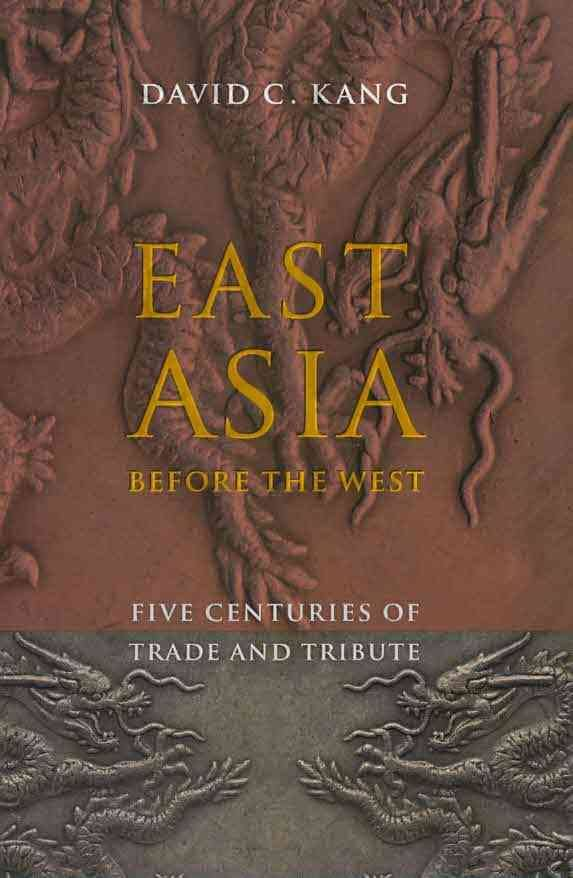 DAVID C. KANG
EAST
ASIA
BEFORE THE WEST
FIVE CENTURIES OF
TRADE AND TRIBUTE